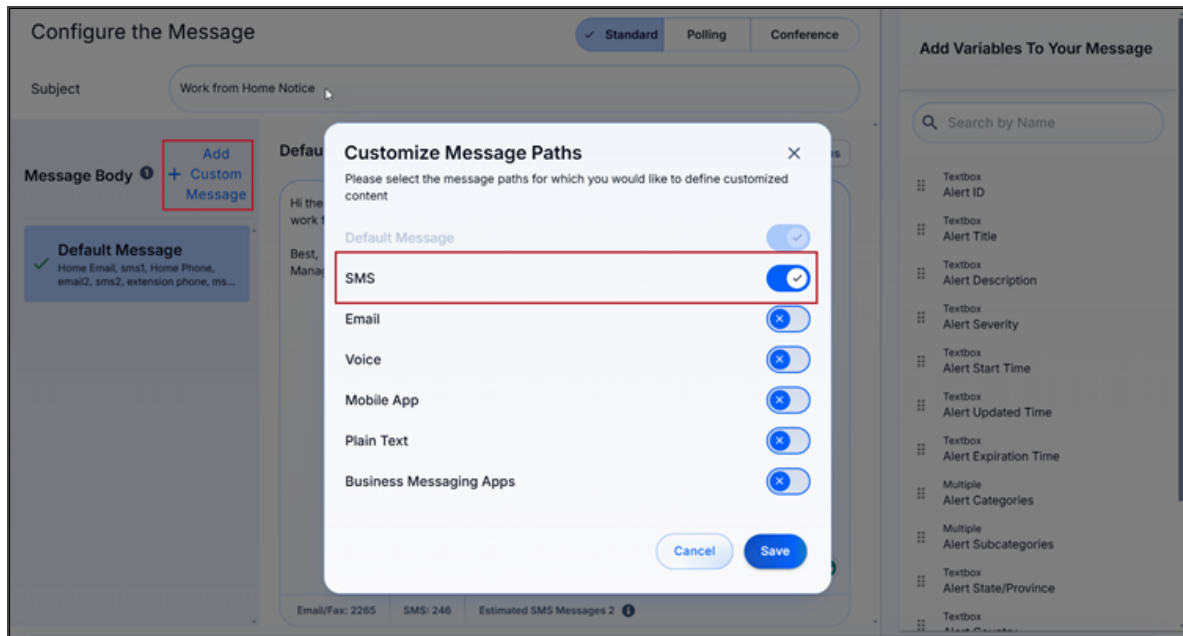 Configure the Message
Standard
Polling
Conference
Subject
Work from Home Notice
Message Body
Add
+ Custom
Message
Default Message
Home Email, sms1, Home Phone,
email2, sms2, extension phone, ms...
Defau
Hi the
work f
Best,
Manag
Customize Message Paths
Please select the message paths for which you would like to define customized
content
Default Message
SMS
Email
Voice
Mobile App
Plain Text
Business Messaging Apps
Cancel
Save
Email/Fax: 2265
SMS: 246
Estimated SMS Messages 2
Add Variables To Your Message
Search by Name
Textbox
Alert ID
Textbox
Alert Title
Textbox
Alert Description
Textbox
Alert Severity
Textbox
Alert Start Time
Textbox
Alert Updated Time
Textbox
Alert Expiration Time
Multiple
Alert Categories
Multiple
Alert Subcategories
Textbox
Alert State/Province
Textbox
Alert Country